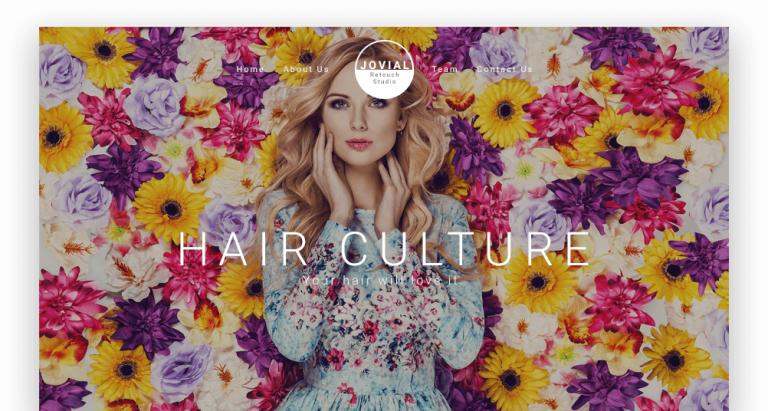 Home
About Us
JOVIAL
Retouch
Studio
Team
Contact Us
HAIR CULTURE
Your hair will love it